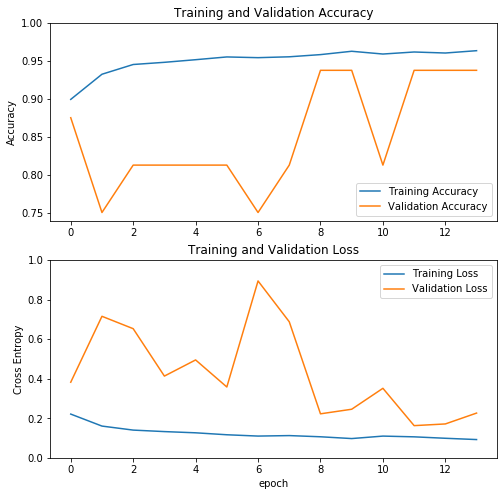 Training and Validation Accuracy
1.00
0.95
0.90
0.85
0.80
0.75
Accuracy
Training Accuracy
Validation Accuracy
0 2 4 6 8 10 12
Training and Validation Loss
1.0
0.8
0.6
0.4
0.2
0.0
Cross Entropy
Training Loss
Validation Loss
0 2 4 6 8 10 12
epoch